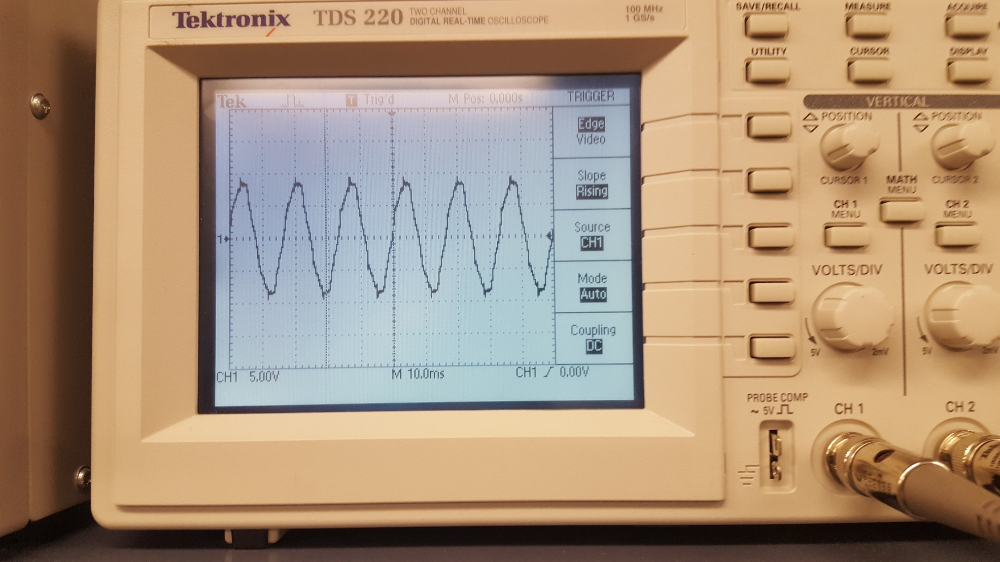 Tektronix TDS 220 TWO CHANNEL DIGITAL REAL-TIME OSCILLOSCOPE
100 MHz
1 GS/s
SAVE/RECALL MEASURE ACQUIRE
UTILITY CURSOR DISPLAY
Tek T Trig'd M Pos: 0.000s TRIGGER
Edge
Video
Slope
Rising
Source
CH1
Mode
Auto
Coupling
DC
1
CH1 5.00V M 10.0ms CH1 0.00V
VERTICAL
POSITION POSITION
CURSOR 1 CURSOR 2
MATH
MENU
CH 1
MENU
CH 2
MENU
VOLTS/DIV VOLTS/DIV
5V 2mV 5V 2mV
PROBE COMP
~ 5V
CH 1 CH 2